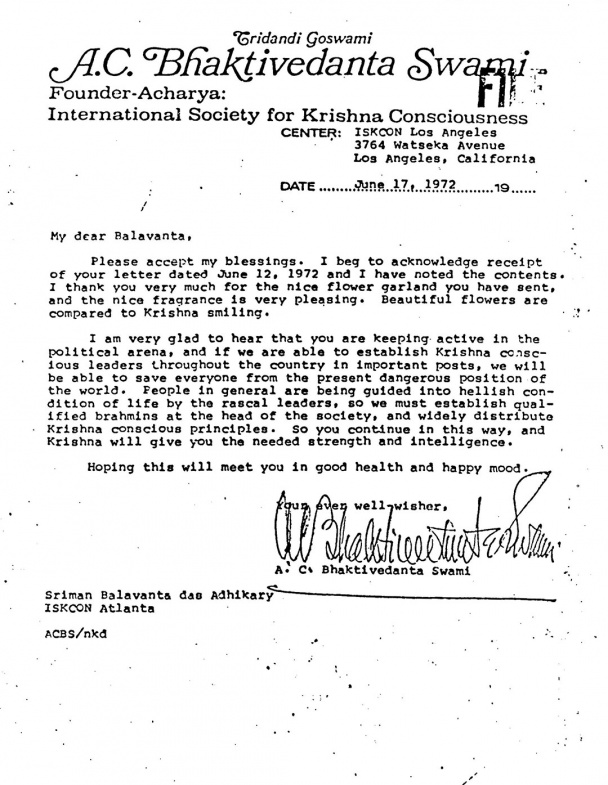 Tridandi Goswami
A.C. Bhaktivedanta Swami
Founder-Acharya:
International Society for Krishna Consciousness
CENTER: ISKCON Los Angeles
3764 Watseka Avenue
Los Angeles, California
DATE .........June 17, 1972.........19......
My dear Balavanta,
Please accept my blessings. I beg to acknowledge receipt
of your letter dated June 12, 1972 and I have noted the contents.
I thank you very much for the nice flower garland you have sent,
and the nice fragrance is very pleasing. Beautiful flowers are
compared to Krishna smiling.
I am very glad to hear that you are keeping active in the
political arena, and if we are able to establish Krishna consc-
ious leaders throughout the country in important posts, we will
be able to save everyone from the present dangerous position of
the world. People in general are being guided into hellish con-
dition of life by the rascal leaders, so we must establish qual-
ified brahmins at the head of the society, and widely distribute
Krishna conscious principles. So you continue in this way, and
Krishna will give you the needed strength and intelligence.
Hoping this will meet you in good health and happy mood.
Your ever well-wisher,
A. C. Bhaktivedanta Swami
Sriman Balavanta das Adhikary
ISKCON Atlanta
ACBS/nkd